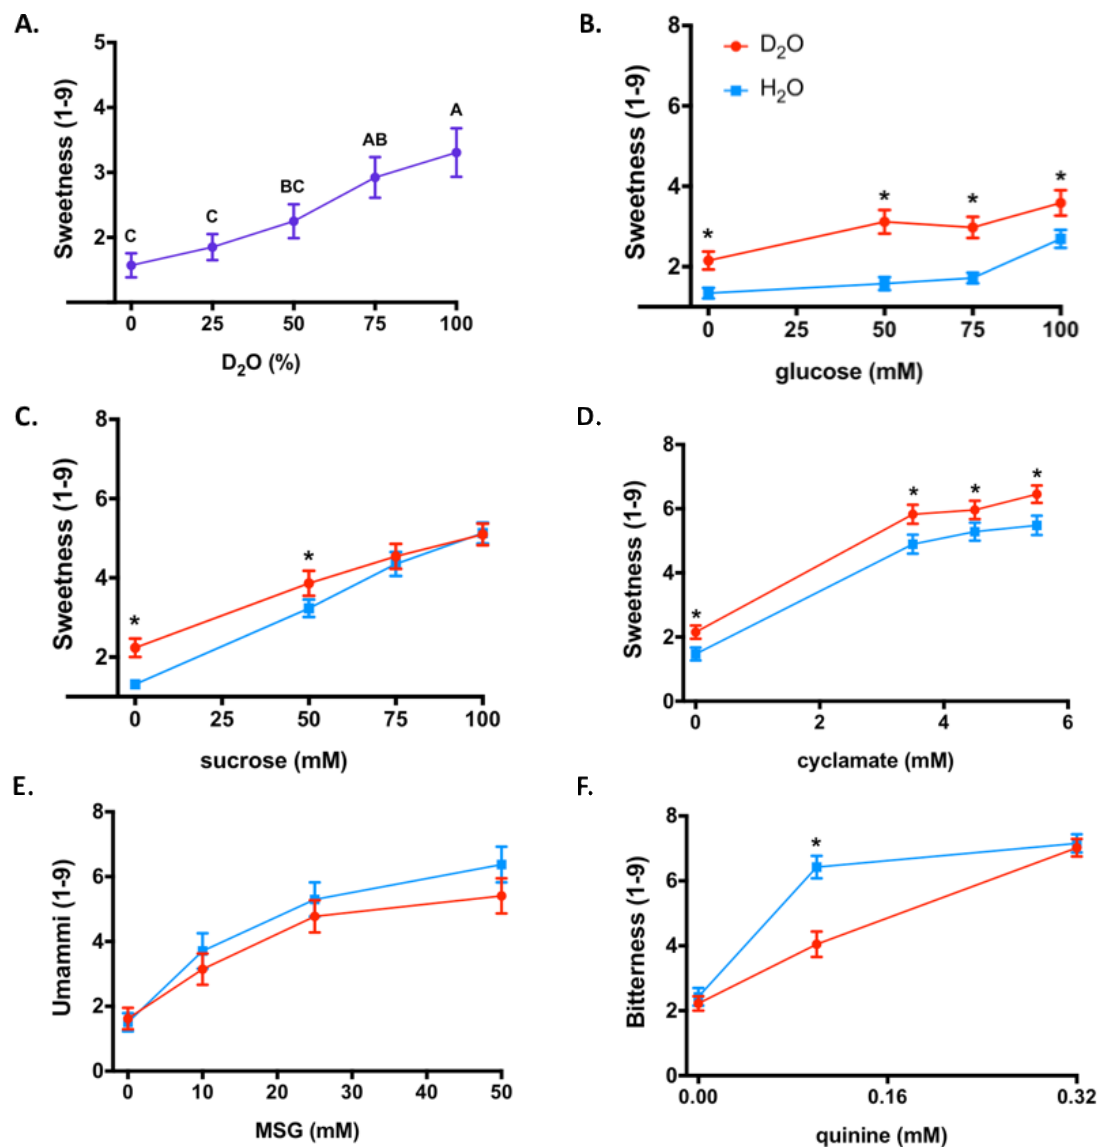 A.
Sweetness (1-9)
5
4
3
2
C
C
BC
AB
A
0 25 50 75 100
D₂O (%)
B.
Sweetness (1-9)
8
6
4
2
D₂O
H₂O
* * * *
0 25 50 75 100
glucose (mM)
C.
Sweetness (1-9)
8
6
4
2
* *
0 25 50 75 100
sucrose (mM)
D.
Sweetness (1-9)
8
6
4
2
0
* * * *
0 2 4 6
cyclamate (mM)
E.
Umammi (1-9)
8
6
4
2
0
0 10 20 30 40 50
MSG (mM)
F.
Bitterness (1-9)
8
6
4
2
0
*
0.00 0.16 0.32
quinine (mM)